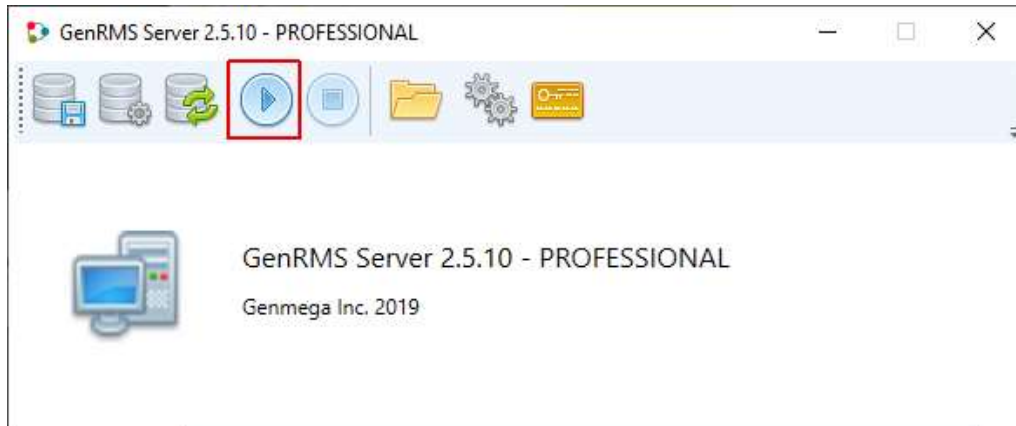 GenRMS Server 2.5.10 - PROFESSIONAL
GenRMS Server 2.5.10 - PROFESSIONAL
Genmega Inc. 2019